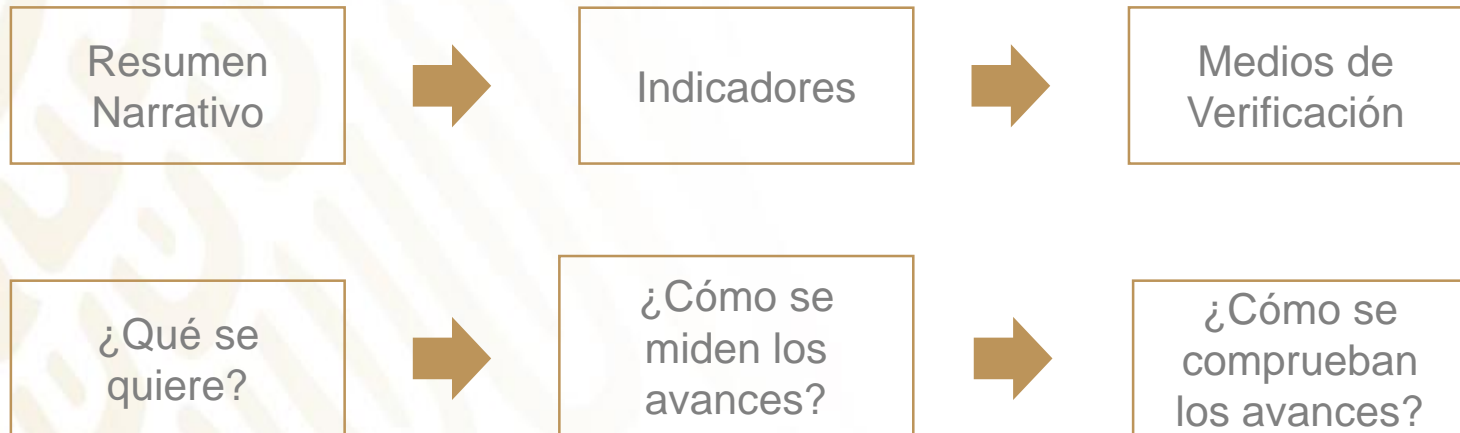 Resumen
Narrativo
Indicadores
Medios de
Verificación
¿Qué se
quiere?
¿Cómo se
miden los
avances?
¿Cómo se
comprueban
los avances?